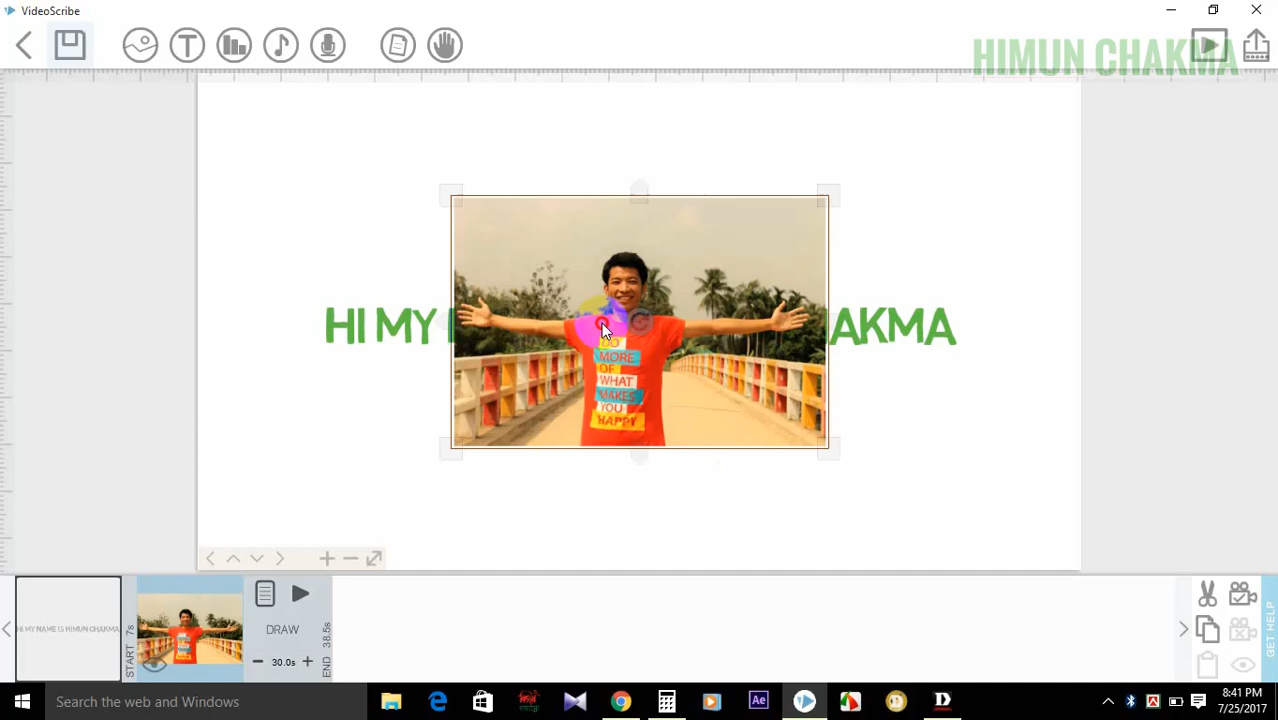 VideoScribe
HIMUN CHAKMA
HI MY
AKMA
DO
MORE
OF
WHAT
MAKES
YOU
HAPPY
HI MY NAME IS HIMUN CHAKMA
START 7s
DRAW
30.0s
END 38.5s
GET HELP
Search the web and Windows
Ae
8:41 PM
7/25/2017